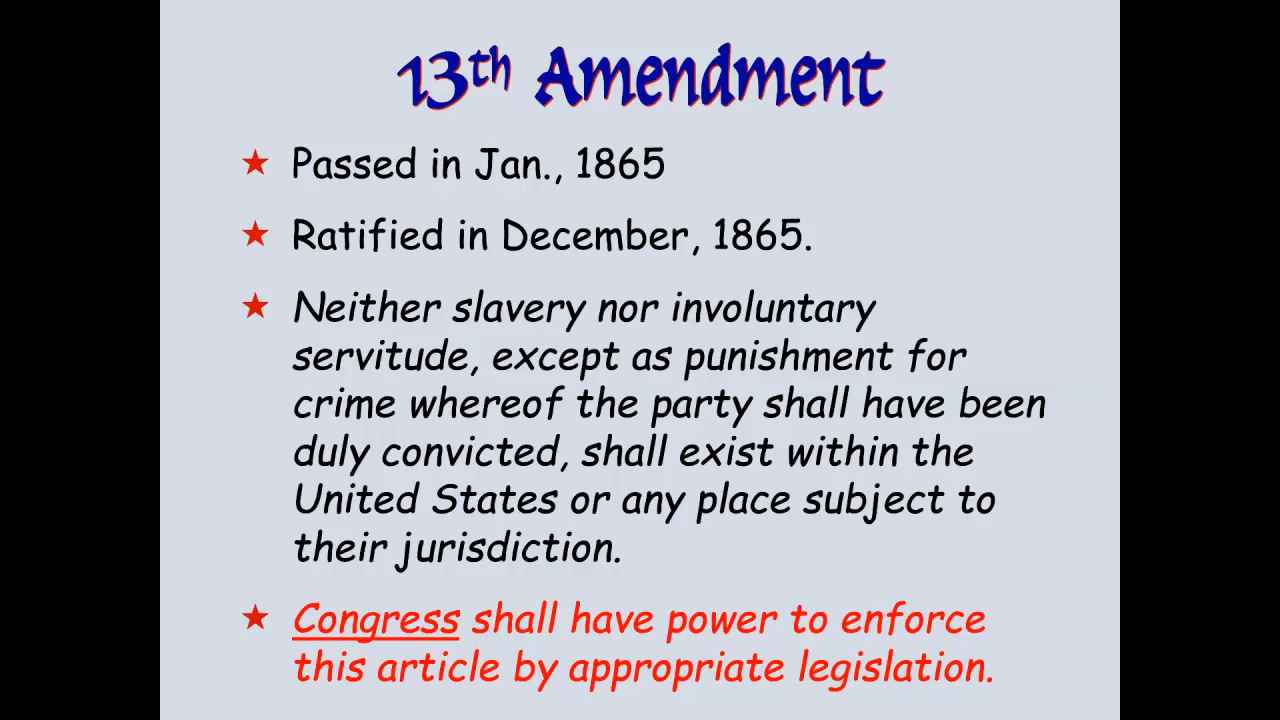 13th Amendment
Passed in Jan., 1865
Ratified in December, 1865.
Neither slavery nor involuntary
servitude, except as punishment for
crime whereof the party shall have been
duly convicted, shall exist within the
United States or any place subject to
their jurisdiction.
Congress shall have power to enforce
this article by appropriate legislation.